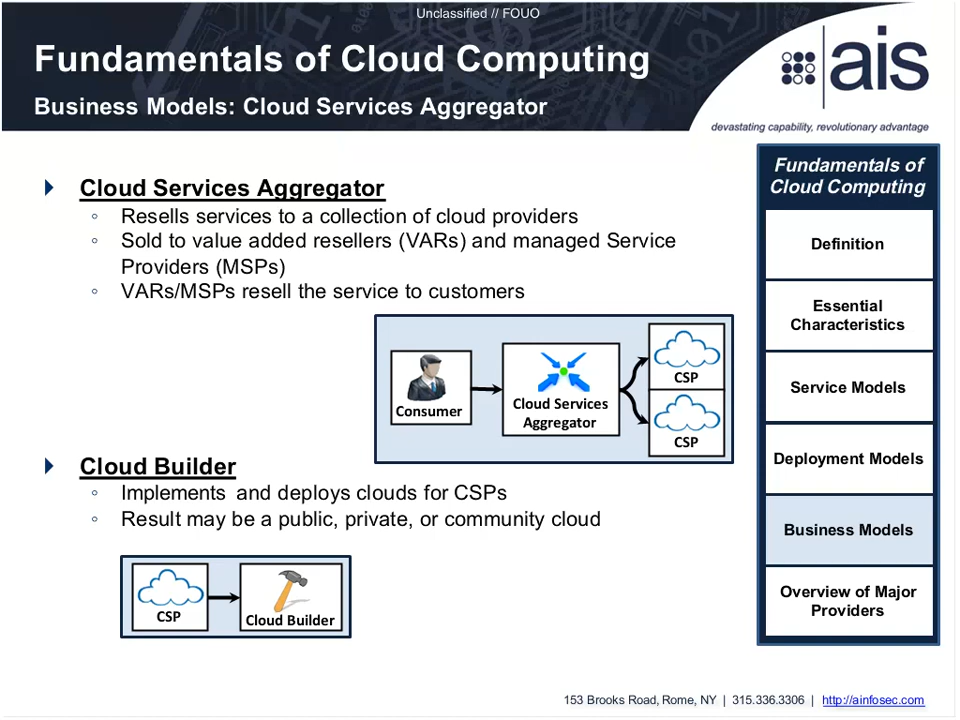 Unclassified // FOUO
Fundamentals of Cloud Computing
Business Models: Cloud Services Aggregator
ais
devastating capability, revolutionary advantage
Cloud Services Aggregator
Resells services to a collection of cloud providers
Sold to value added resellers (VARs) and managed Service
Providers (MSPs)
VARs/MSPs resell the service to customers
Consumer
Cloud Services
Aggregator
CSP
CSP
Cloud Builder
Implements and deploys clouds for CSPs
Result may be a public, private, or community cloud
CSP
Cloud Builder
Fundamentals of
Cloud Computing
Definition
Essential
Characteristics
Service Models
Deployment Models
Business Models
Overview of Major
Providers
153 Brooks Road, Rome, NY | 315.336.3306 | http://ainfosec.com